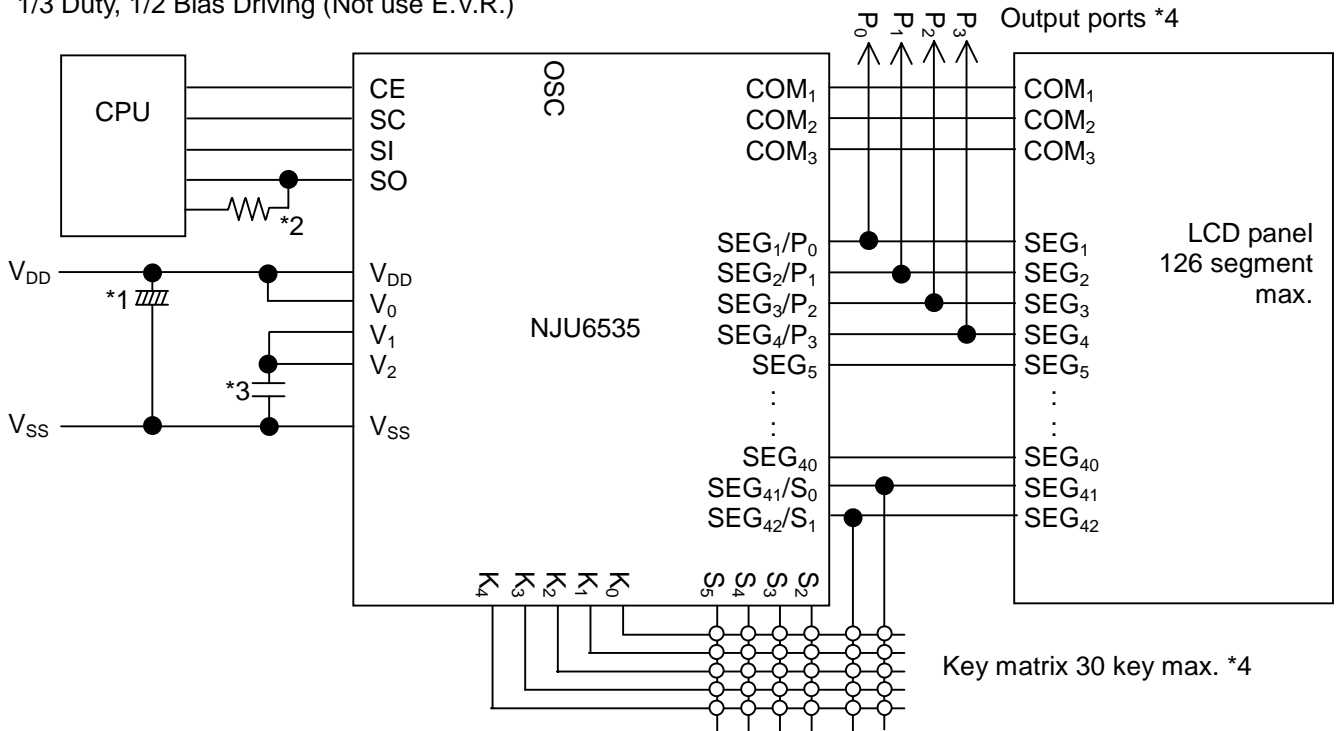 1/3 Duty, 1/2 Bias Driving (Not use E.V.R.)
P₀ P₁ P₂ P₃ Output ports *4
CPU
CE
SC
SI
SO
*2
OSC
COM₁
COM₂
COM₃
COM₁
COM₂
COM₃
V_DD
*1
V_DD
V₀
V₁
V₂
*3
V_SS
V_SS
NJU6535
SEG₁/P₀
SEG₂/P₁
SEG₃/P₂
SEG₄/P₃
SEG₅
:
:
SEG₄₀
SEG₄₁/S₀
SEG₄₂/S₁
SEG₁
SEG₂
SEG₃
SEG₄
SEG₅
:
:
SEG₄₀
SEG₄₁
SEG₄₂
LCD panel
126 segment
max.
K₄ K₃ K₂ K₁ K₀ S₅ S₄ S₃ S₂
Key matrix 30 key max. *4